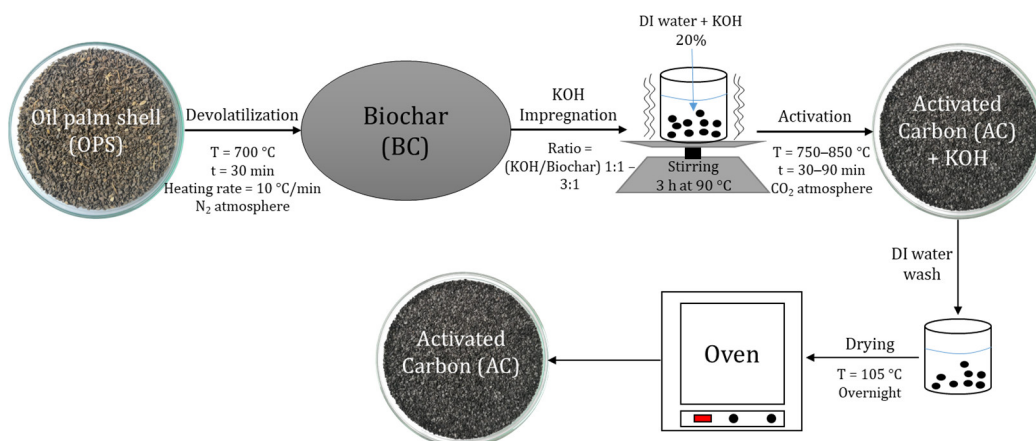 Oil palm shell
(OPS)
Devolatilization
T = 700 °C
t = 30 min
Heating rate = 10 °C/min
N₂ atmosphere
Biochar
(BC)
KOH
Impregnation
Ratio =
(KOH/Biochar) 1:1 –
3:1
DI water + KOH
20%
Stirring
3 h at 90 °C
Activation
T = 750–850 °C
t = 30–90 min
CO₂ atmosphere
Activated
Carbon (AC)
+ KOH
DI water
wash
Drying
T = 105 °C
Overnight
Oven
Activated
Carbon (AC)